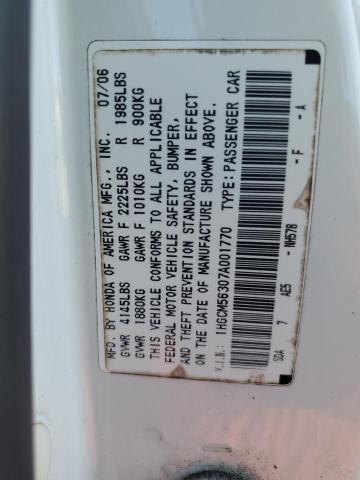 MFD. BY HONDA OF AMERICA MFG., INC. 07/06
GVWR 4145LBS GAWR F 2225LBS R 1985LBS
GVWR 1880KG GAWR F 1010KG R 900KG
THIS VEHICLE CONFORMS TO ALL APPLICABLE
FEDERAL MOTOR VEHICLE SAFETY, BUMPER,
AND THEFT PREVENTION STANDARDS IN EFFECT
ON THE DATE OF MANUFACTURE SHOWN ABOVE.
V.I.N.: 1HGCM56307A001770 TYPE: PASSENGER CAR
SDA 7 AE5 - NH578 - F - A